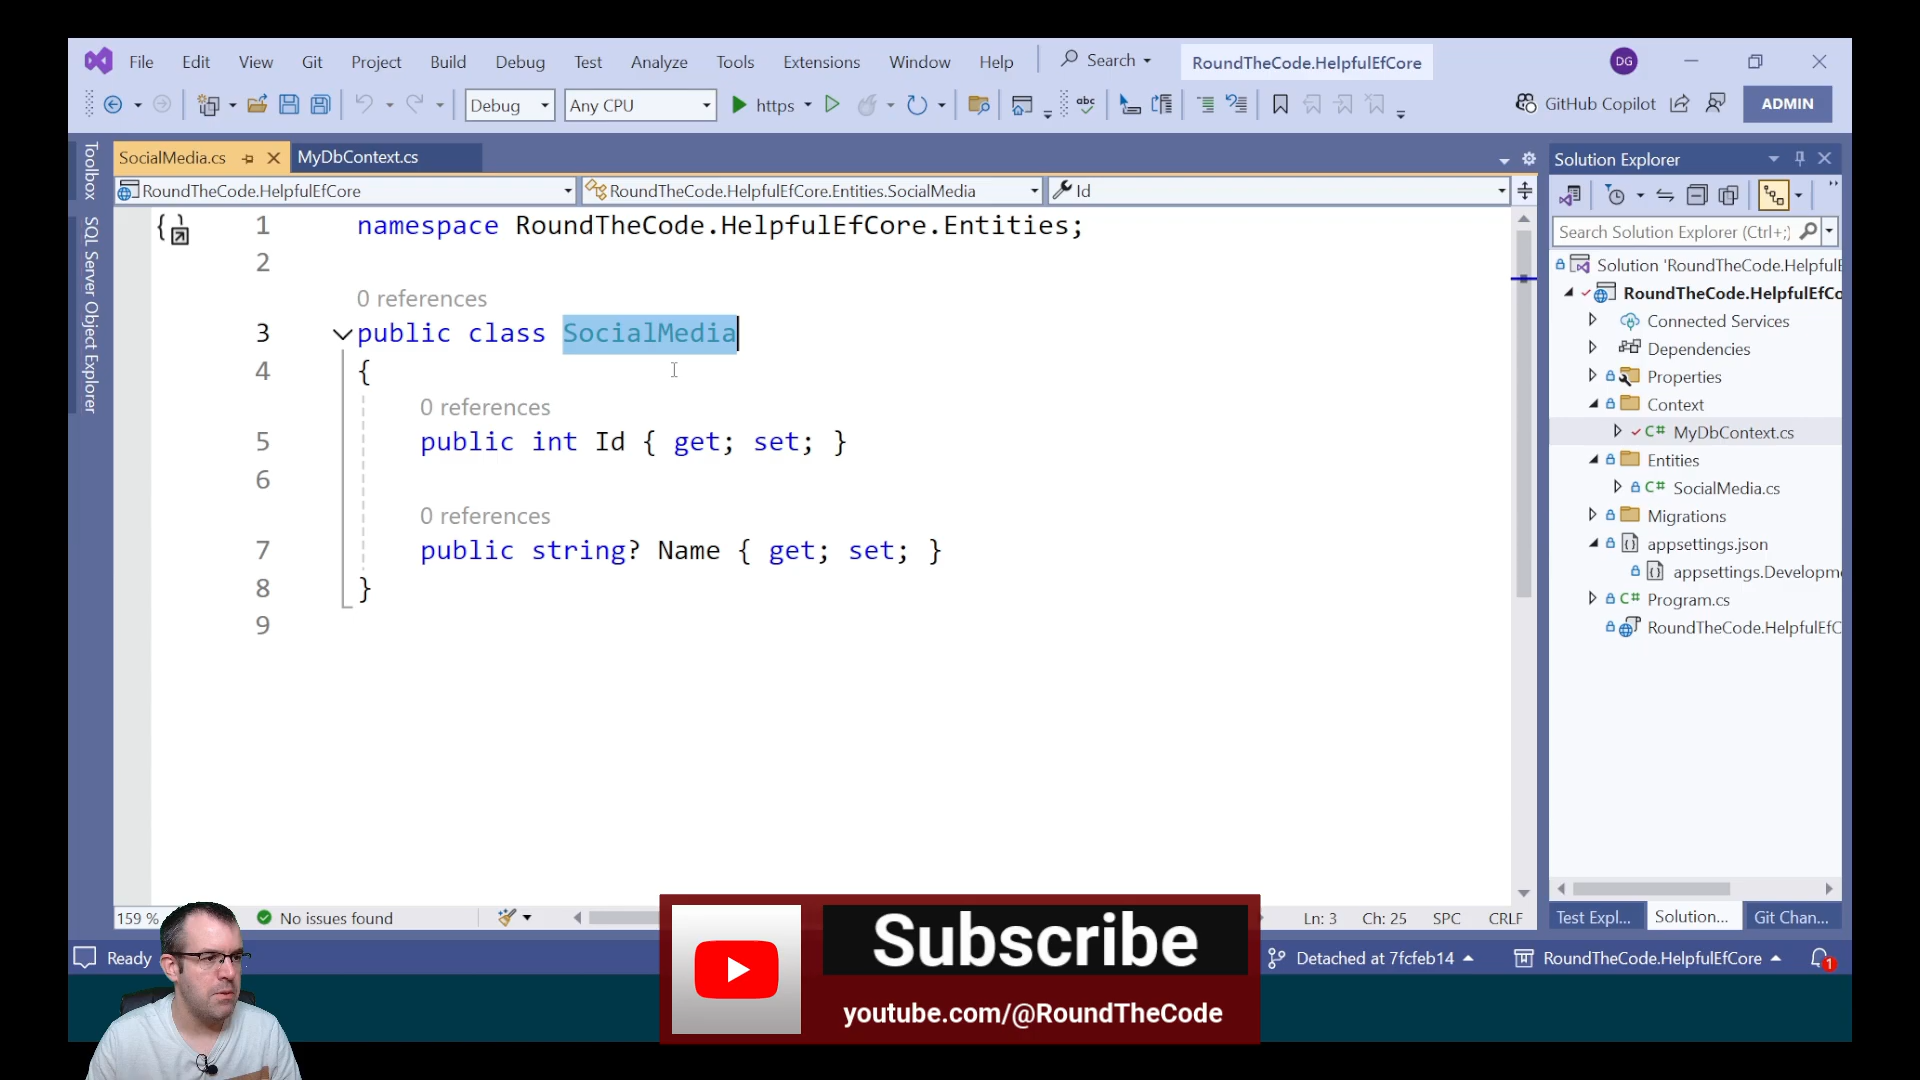 File Edit View Git Project Build Debug Test Analyze Tools Extensions Window Help Search RoundTheCode.HelpfulEfCore DG
Debug Any CPU https abc GitHub Copilot ADMIN
Toolbox
SQL Server Object Explorer
SocialMedia.cs MyDbContext.cs
RoundTheCode.HelpfulEfCore RoundTheCode.HelpfulEfCore.Entities.SocialMedia Id
1 namespace RoundTheCode.HelpfulEfCore.Entities;
2
0 references
3 public class SocialMedia
4 {
0 references
5 public int Id { get; set; }
6
0 references
7 public string? Name { get; set; }
8 }
9
159 % No issues found Ln: 3 Ch: 25 SPC CRLF
Solution Explorer
Search Solution Explorer (Ctrl+;)
Solution 'RoundTheCode.HelpfulE
RoundTheCode.HelpfulEfCo
Connected Services
Dependencies
Properties
Context
C# MyDbContext.cs
Entities
C# SocialMedia.cs
Migrations
appsettings.json
appsettings.Developm
C# Program.cs
RoundTheCode.HelpfulEfC
Test Expl... Solution... Git Chan...
Ready Detached at 7fcfeb14 RoundTheCode.HelpfulEfCore 1
Subscribe
youtube.com/@RoundTheCode